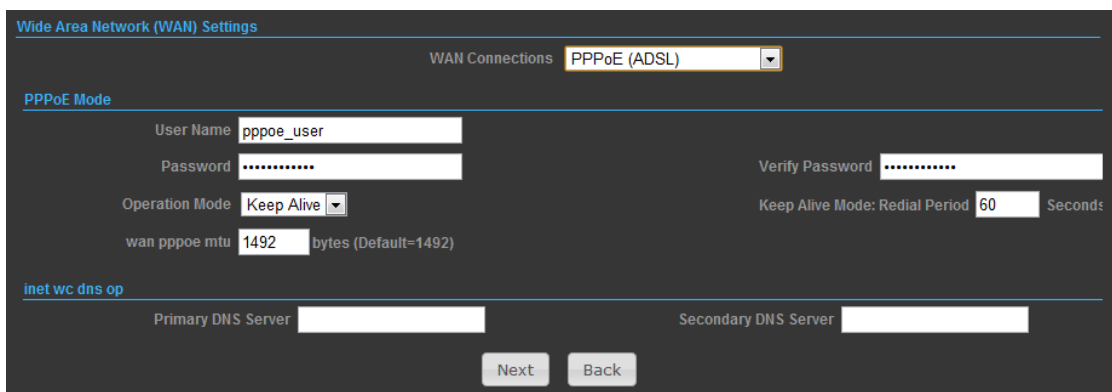 Wide Area Network (WAN) Settings
WAN Connections PPPoE (ADSL)
PPPoE Mode
User Name pppoe_user
Password •••••••••••• Verify Password ••••••••••••
Operation Mode Keep Alive Keep Alive Mode: Redial Period 60 Seconds
wan pppoe mtu 1492 bytes (Default=1492)
inet wc dns op
Primary DNS Server Secondary DNS Server
Next Back